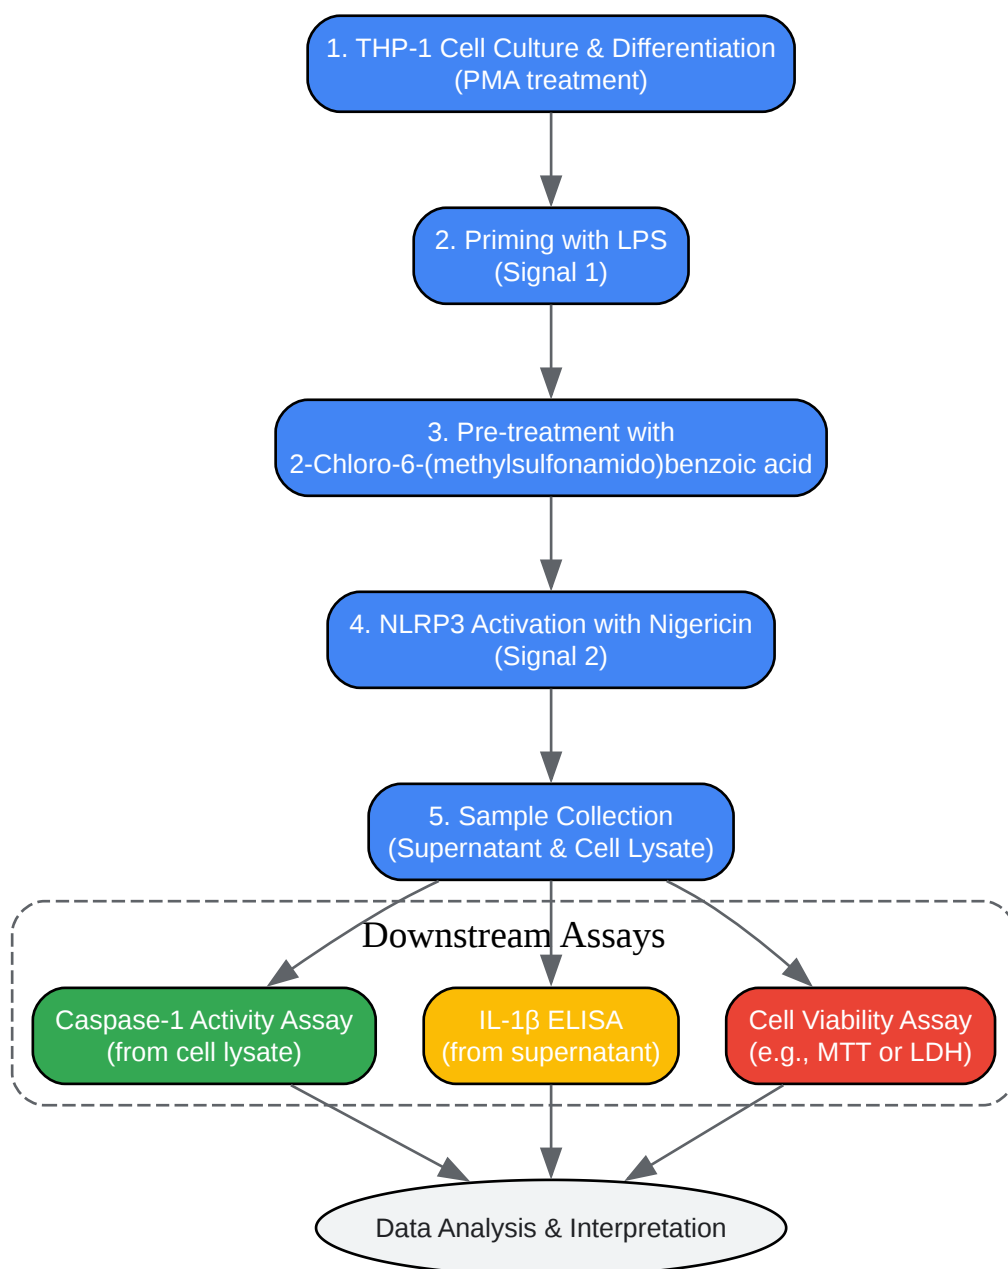 1. THP-1 Cell Culture & Differentiation
(PMA treatment)
2. Priming with LPS
(Signal 1)
3. Pre-treatment with
2-Chloro-6-(methylsulfonamido)benzoic acid
4. NLRP3 Activation with Nigericin
(Signal 2)
5. Sample Collection
(Supernatant & Cell Lysate)
Downstream Assays
Caspase-1 Activity Assay
(from cell lysate)
IL-1β ELISA
(from supernatant)
Cell Viability Assay
(e.g., MTT or LDH)
Data Analysis & Interpretation